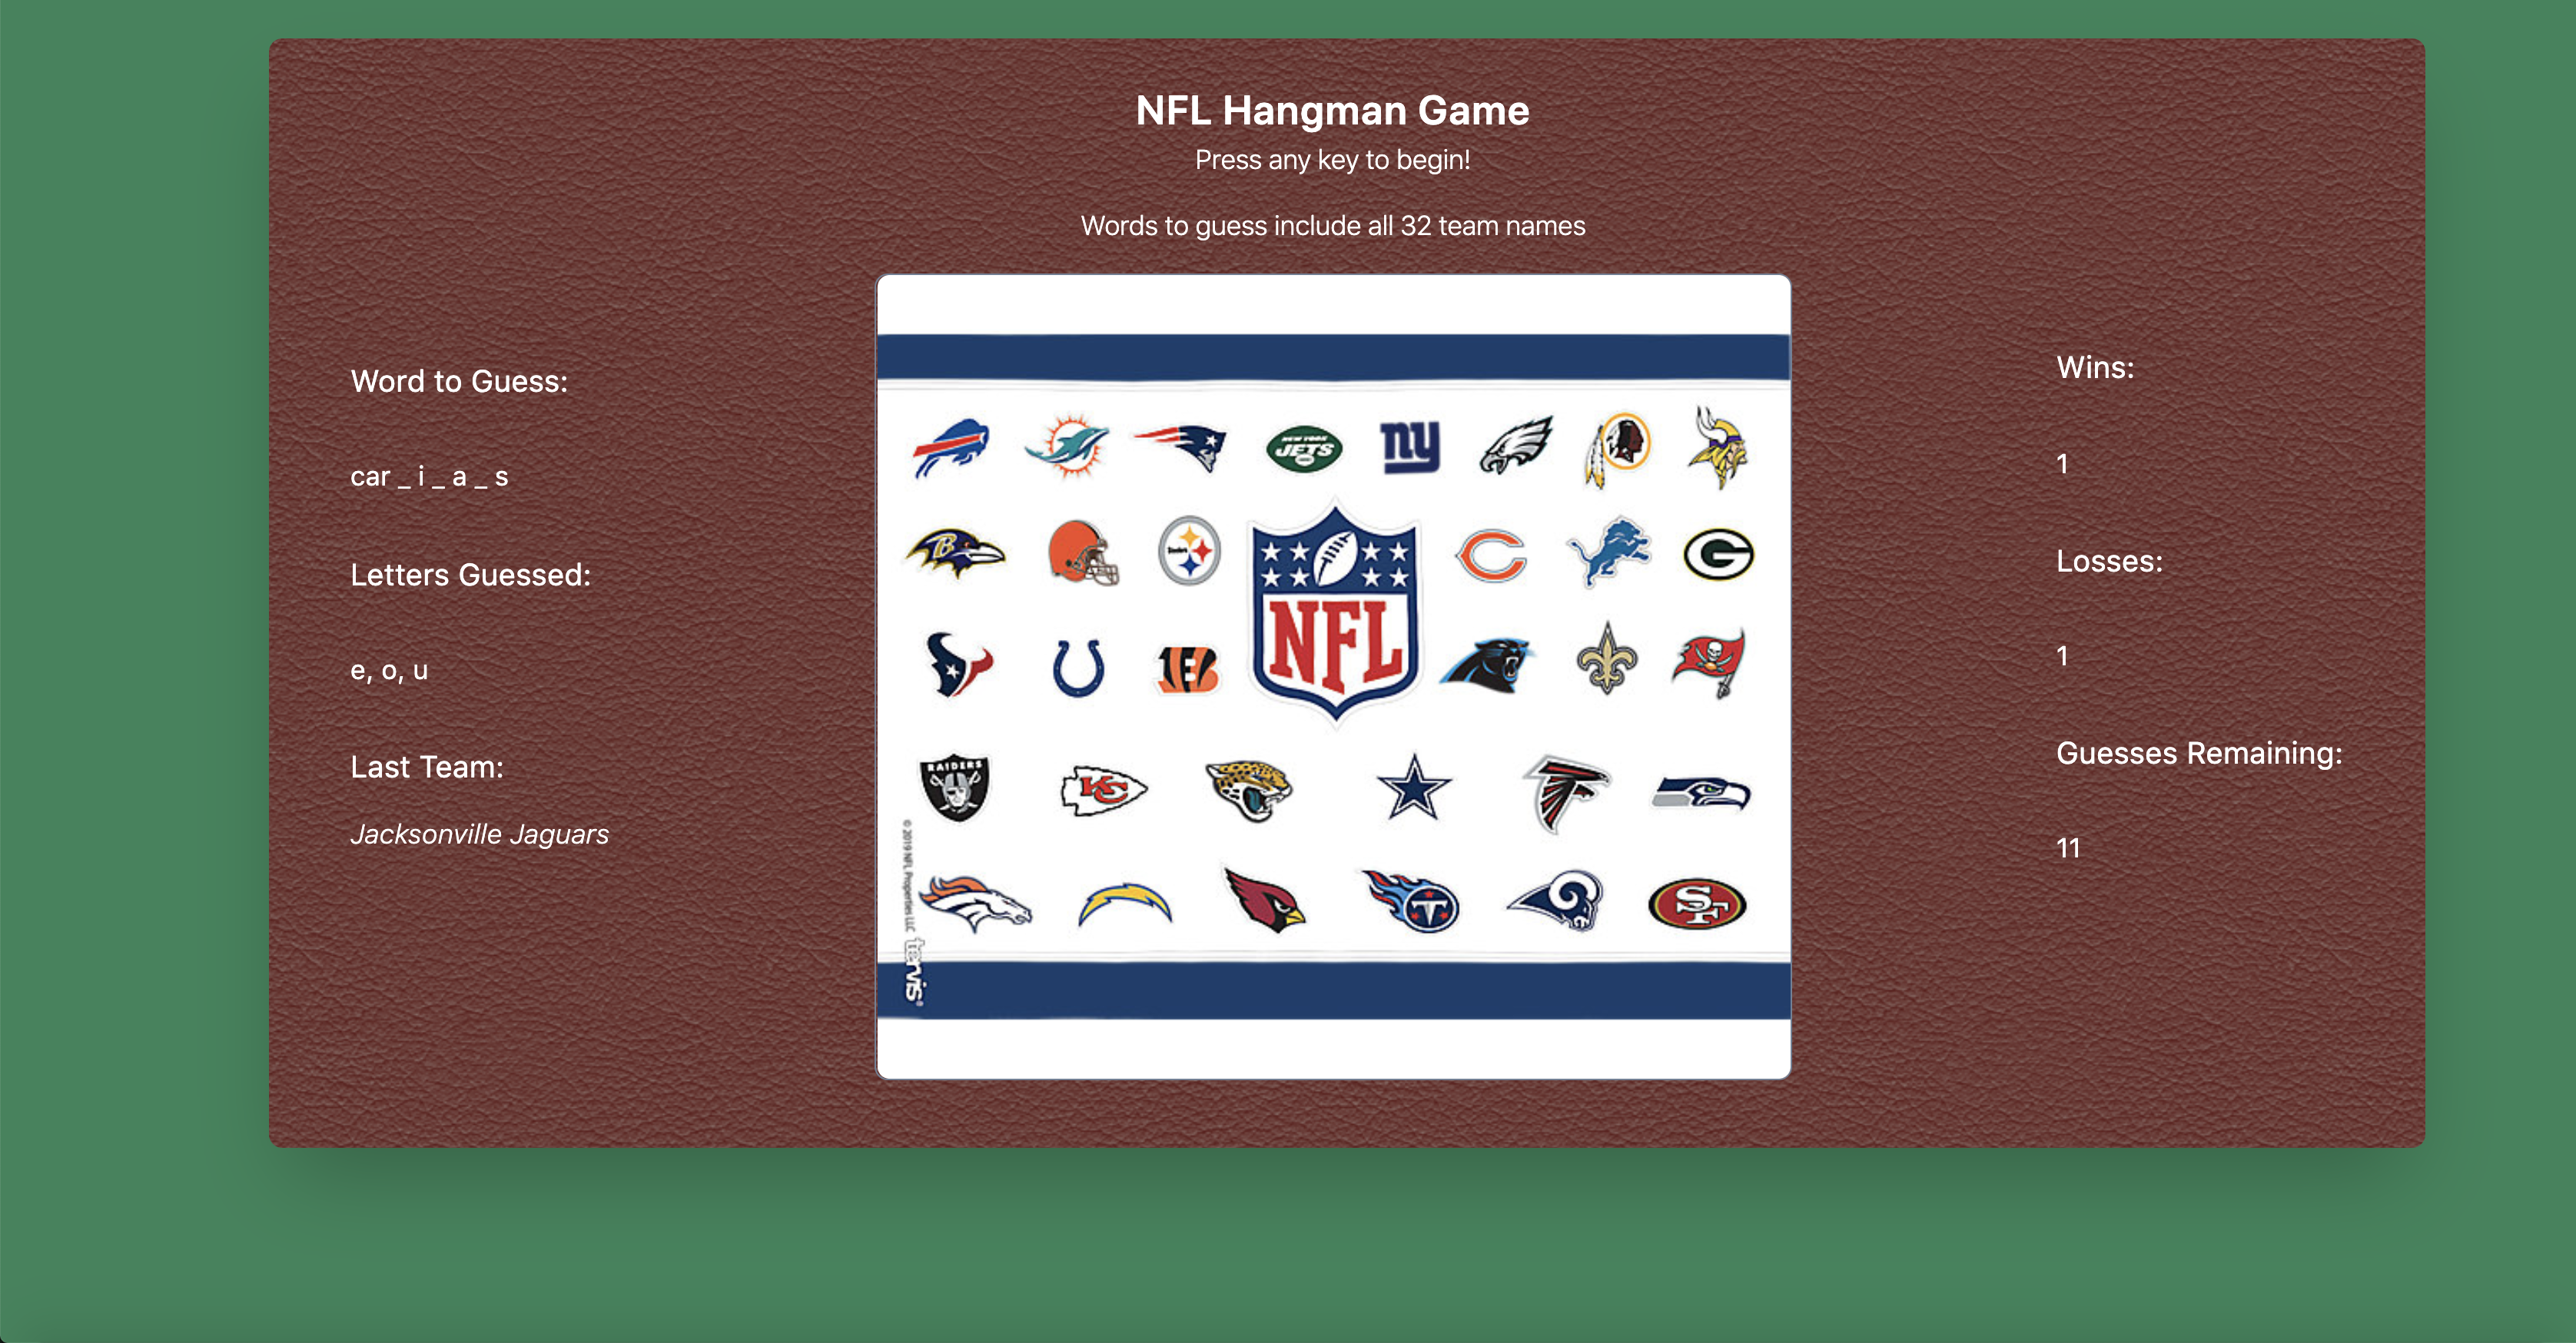 NFL Hangman Game
Press any key to begin!
Words to guess include all 32 team names
Word to Guess:
car _ i _ a _ s
Letters Guessed:
e, o, u
Last Team:
Jacksonville Jaguars
NEW YORK
JETS
ny
B
Steelers
C
G
NFL
B
RAIDERS
KC
T
SF
© 2019 NFL Properties LLC
tervis
Wins:
1
Losses:
1
Guesses Remaining:
11